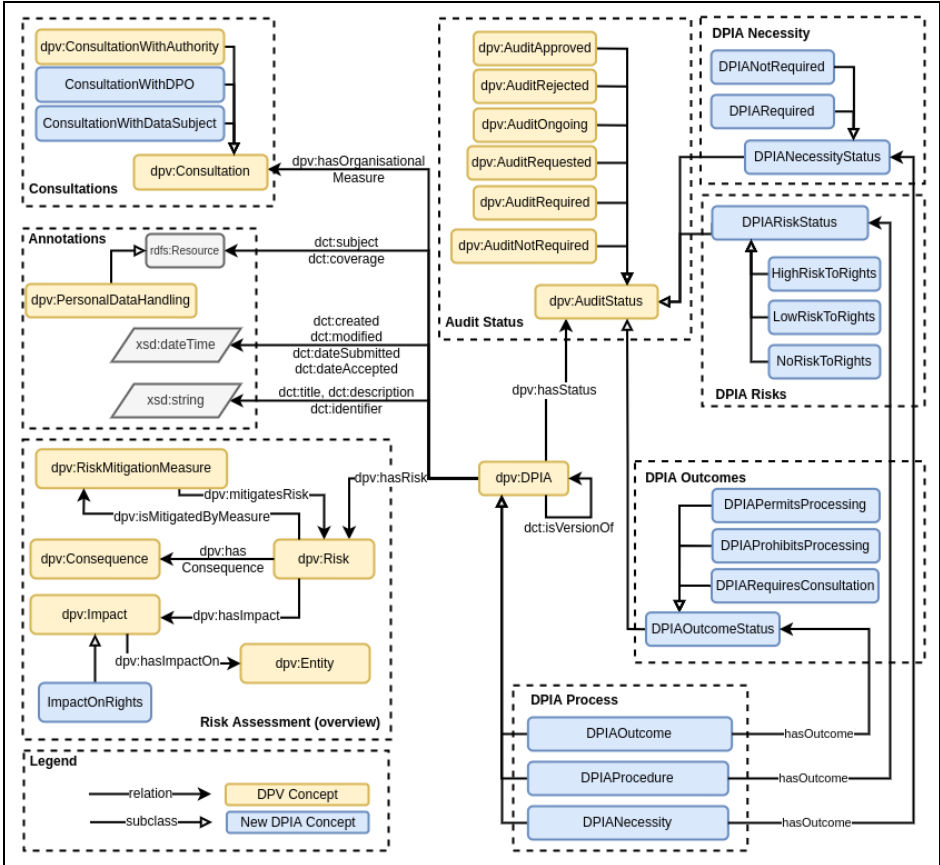 dpv:ConsultationWithAuthority
ConsultationWithDPO
ConsultationWithDataSubject
dpv:Consultation
Consultations
dpv:hasOrganisational
Measure
dpv:AuditApproved
dpv:AuditRejected
dpv:AuditOngoing
dpv:AuditRequested
dpv:AuditRequired
dpv:AuditNotRequired
dpv:AuditStatus
Audit Status
DPIA Necessity
DPIANotRequired
DPIARequired
DPIANecessityStatus
DPIARiskStatus
HighRiskToRights
LowRiskToRights
NoRiskToRights
DPIA Risks
Annotations
rdfs:Resource
dpv:PersonalDataHandling
xsd:dateTime
xsd:string
dct:subject
dct:coverage
dct:created
dct:modified
dct:dateSubmitted
dct:dateAccepted
dct:title, dct:description
dct:identifier
dpv:hasStatus
dpv:DPIA
dct:isVersionOf
dpv:hasRisk
dpv:RiskMitigationMeasure
dpv:mitigatesRisk
dpv:isMitigatedByMeasure
dpv:Consequence
dpv:has
Consequence
dpv:Risk
dpv:Impact
dpv:hasImpact
dpv:hasImpactOn
dpv:Entity
ImpactOnRights
Risk Assessment (overview)
DPIA Outcomes
DPIAPermitsProcessing
DPIAProhibitsProcessing
DPIARequiresConsultation
DPIAOutcomeStatus
DPIA Process
DPIAOutcome
hasOutcome
DPIAProcedure
hasOutcome
DPIANecessity
hasOutcome
Legend
relation
DPV Concept
subclass
New DPIA Concept